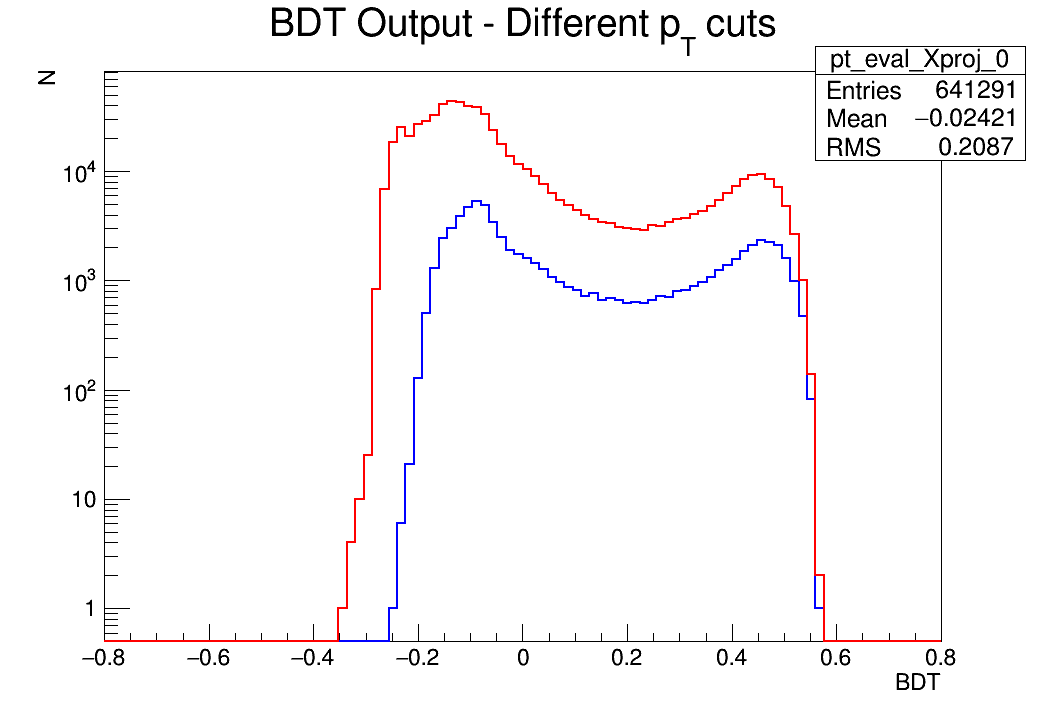 BDT Output - Different pT cuts
pt_eval_Xproj_0
Entries 641291
Mean −0.02421
RMS 0.2087
N
10^4
10^3
10^2
10
1
−0.8 −0.6 −0.4 −0.2 0 0.2 0.4 0.6 0.8
BDT